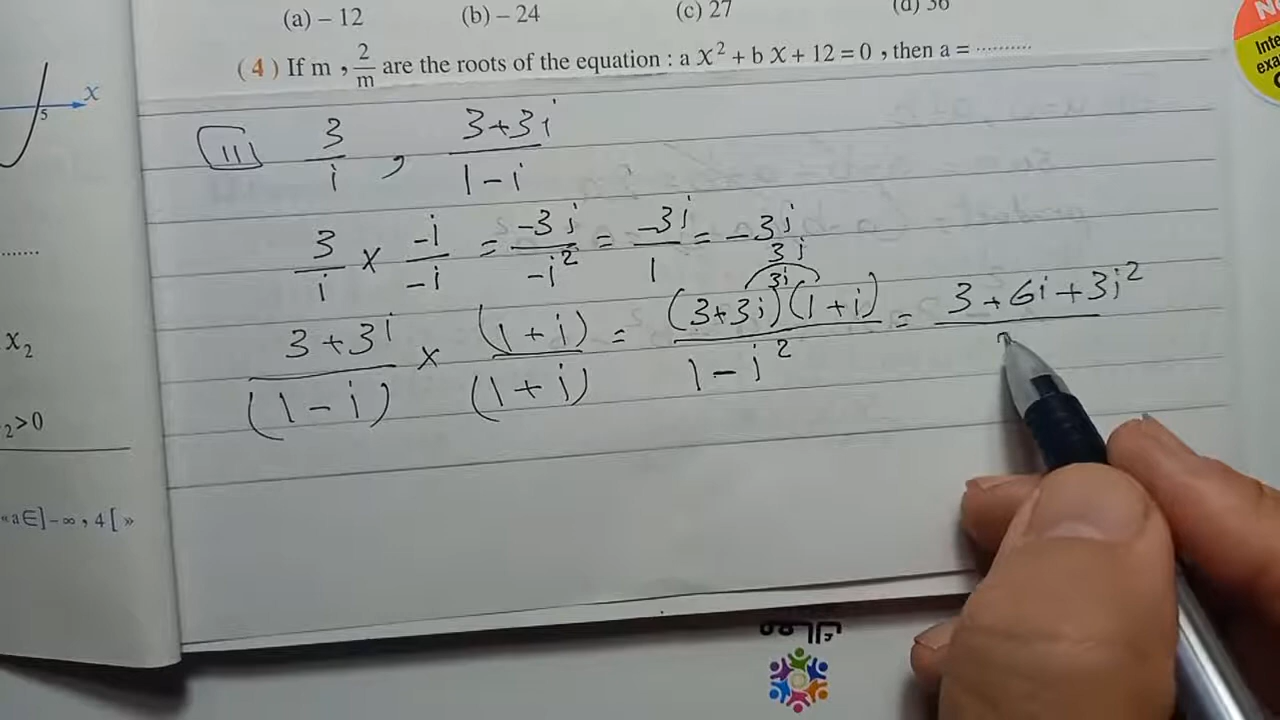 (a) – 12 (b) – 24 (c) 27 (d) 36
(4) If m , 2/m are the roots of the equation : a X² + b X + 12 = 0 , then a = ..........
x
5
111 3/i , 3+3i/1-i
3/i × -i/-i = -3i/-i² = -3i/1 = -3i
3i
3i
3+3i/(1-i) × (1+i)/(1+i) = (3+3i)(1+i)/1-i² = 3+6i+3i²/
.......
x₂
₂>0
«a∈]-∞ , 4[ »